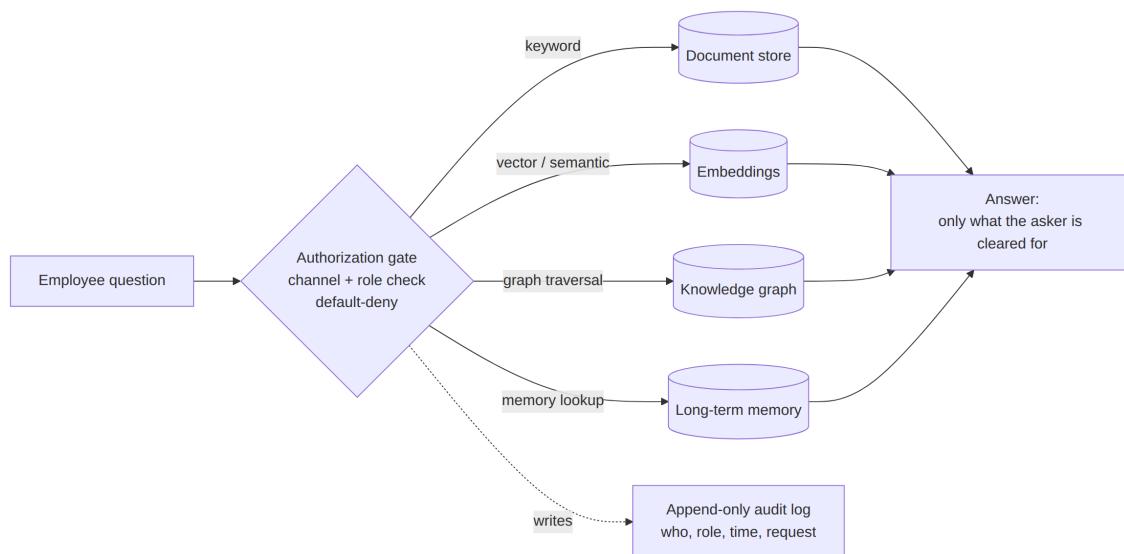 keyword
Document store
vector / semantic
Embeddings
Answer:
only what the asker is
cleared for
Employee question
Authorization gate
channel + role check
default-deny
graph traversal
Knowledge graph
memory lookup
Long-term memory
writes
Append-only audit log
who, role, time, request